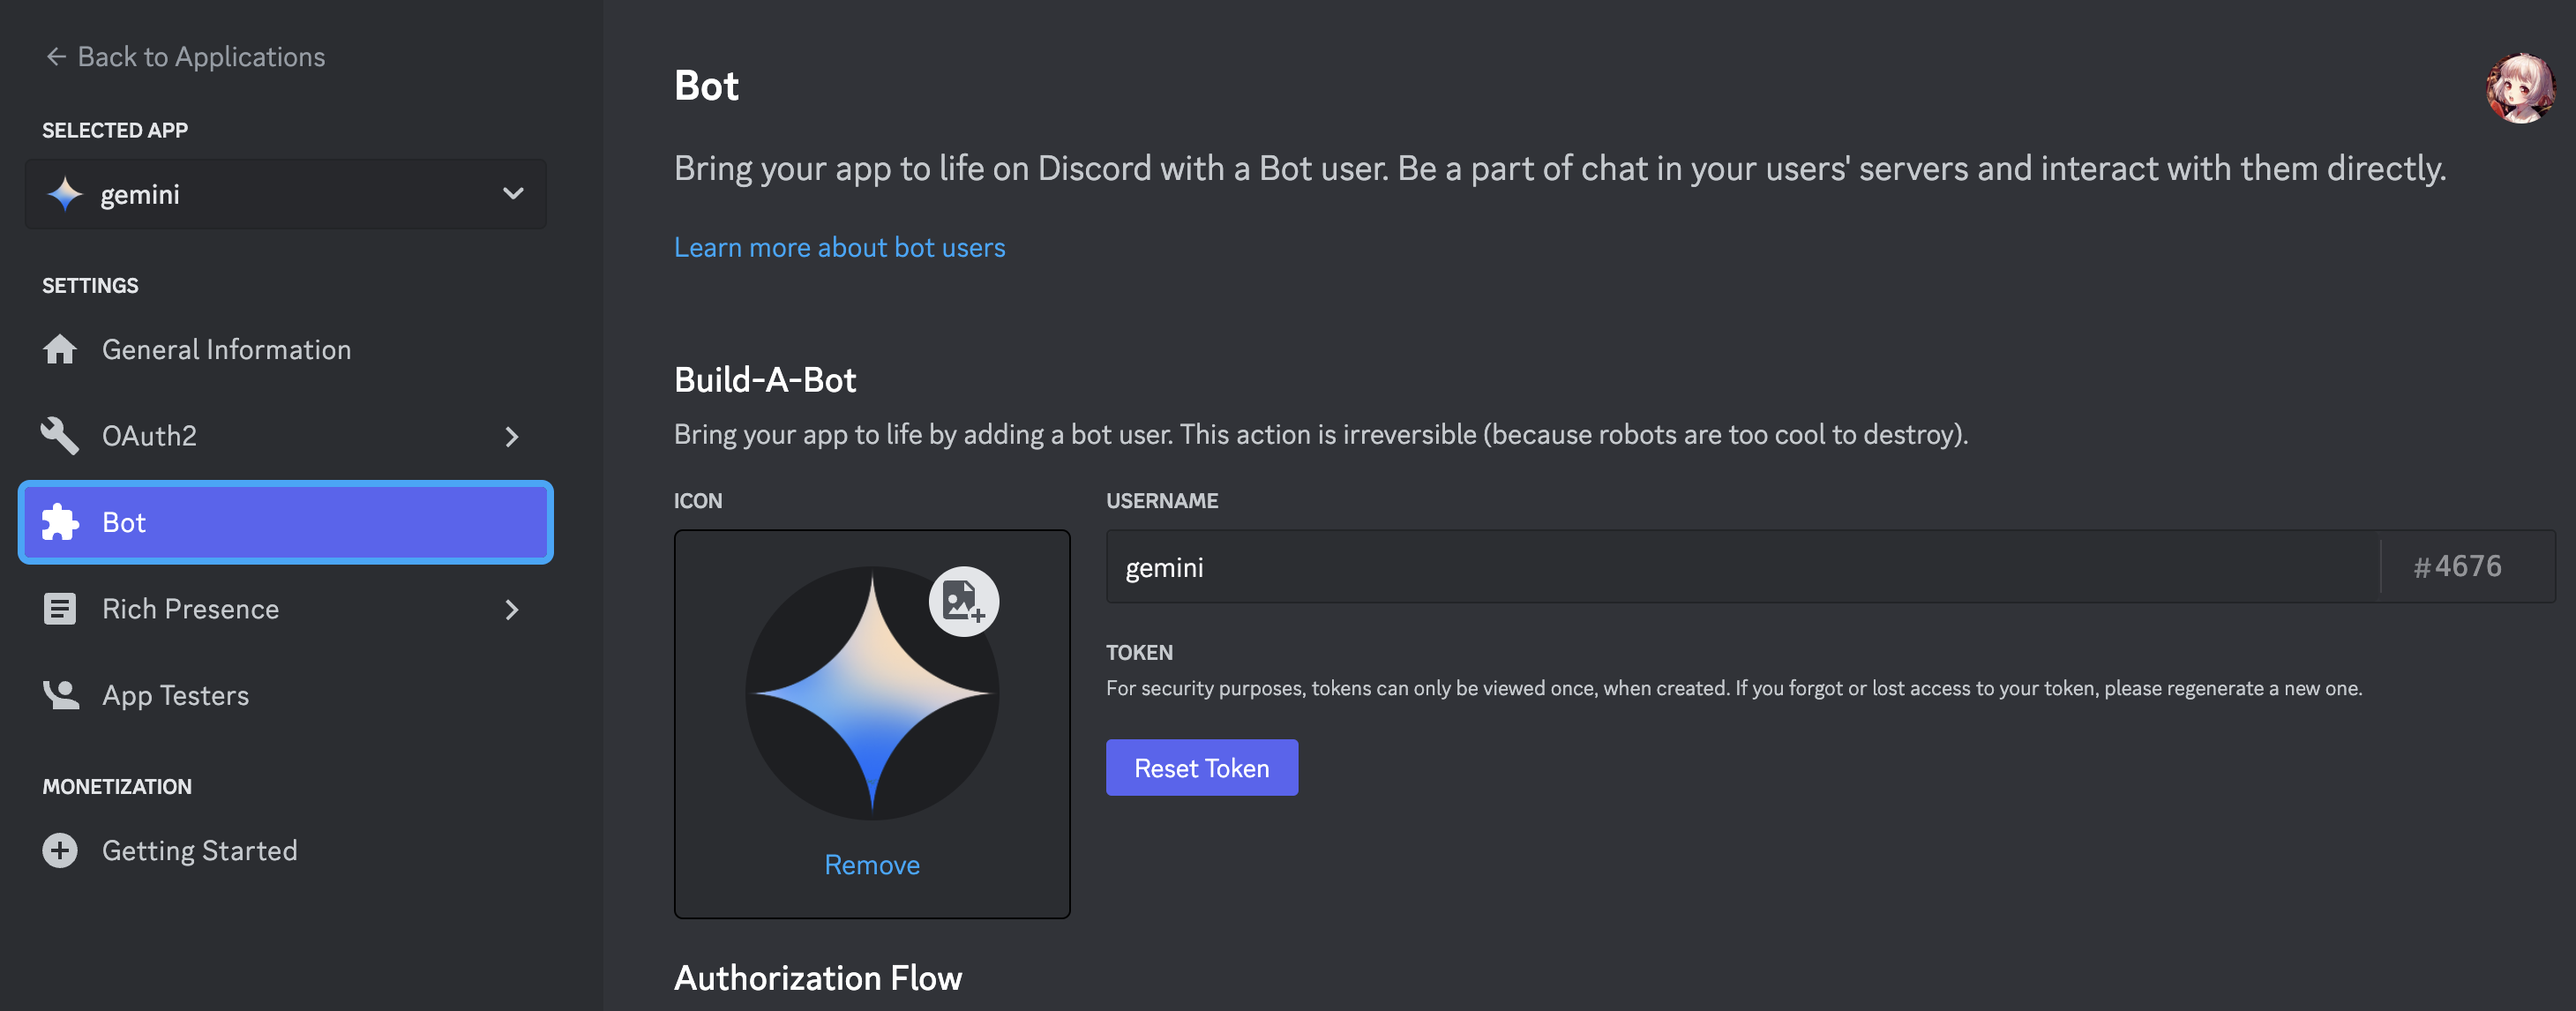 Back to Applications
SELECTED APP
gemini
SETTINGS
General Information
OAuth2
Bot
Rich Presence
App Testers
MONETIZATION
Getting Started
Bot
Bring your app to life on Discord with a Bot user. Be a part of chat in your users' servers and interact with them directly.
Learn more about bot users
Build-A-Bot
Bring your app to life by adding a bot user. This action is irreversible (because robots are too cool to destroy).
ICON
Remove
USERNAME
gemini #4676
TOKEN
For security purposes, tokens can only be viewed once, when created. If you forgot or lost access to your token, please regenerate a new one.
Reset Token
Authorization Flow